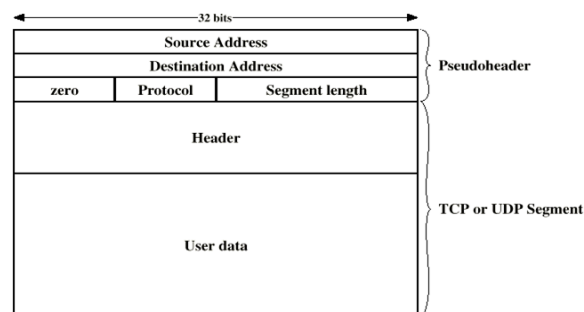 32 bits
Source Address
Destination Address
Pseudoheader
zero Protocol Segment length
Header
TCP or UDP Segment
User data